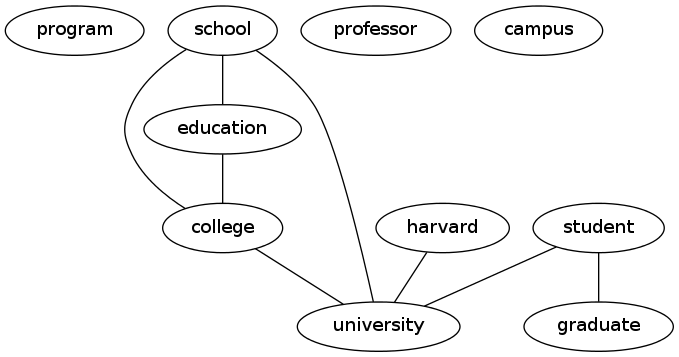 program
school
professor
campus
education
college
harvard
student
university
graduate